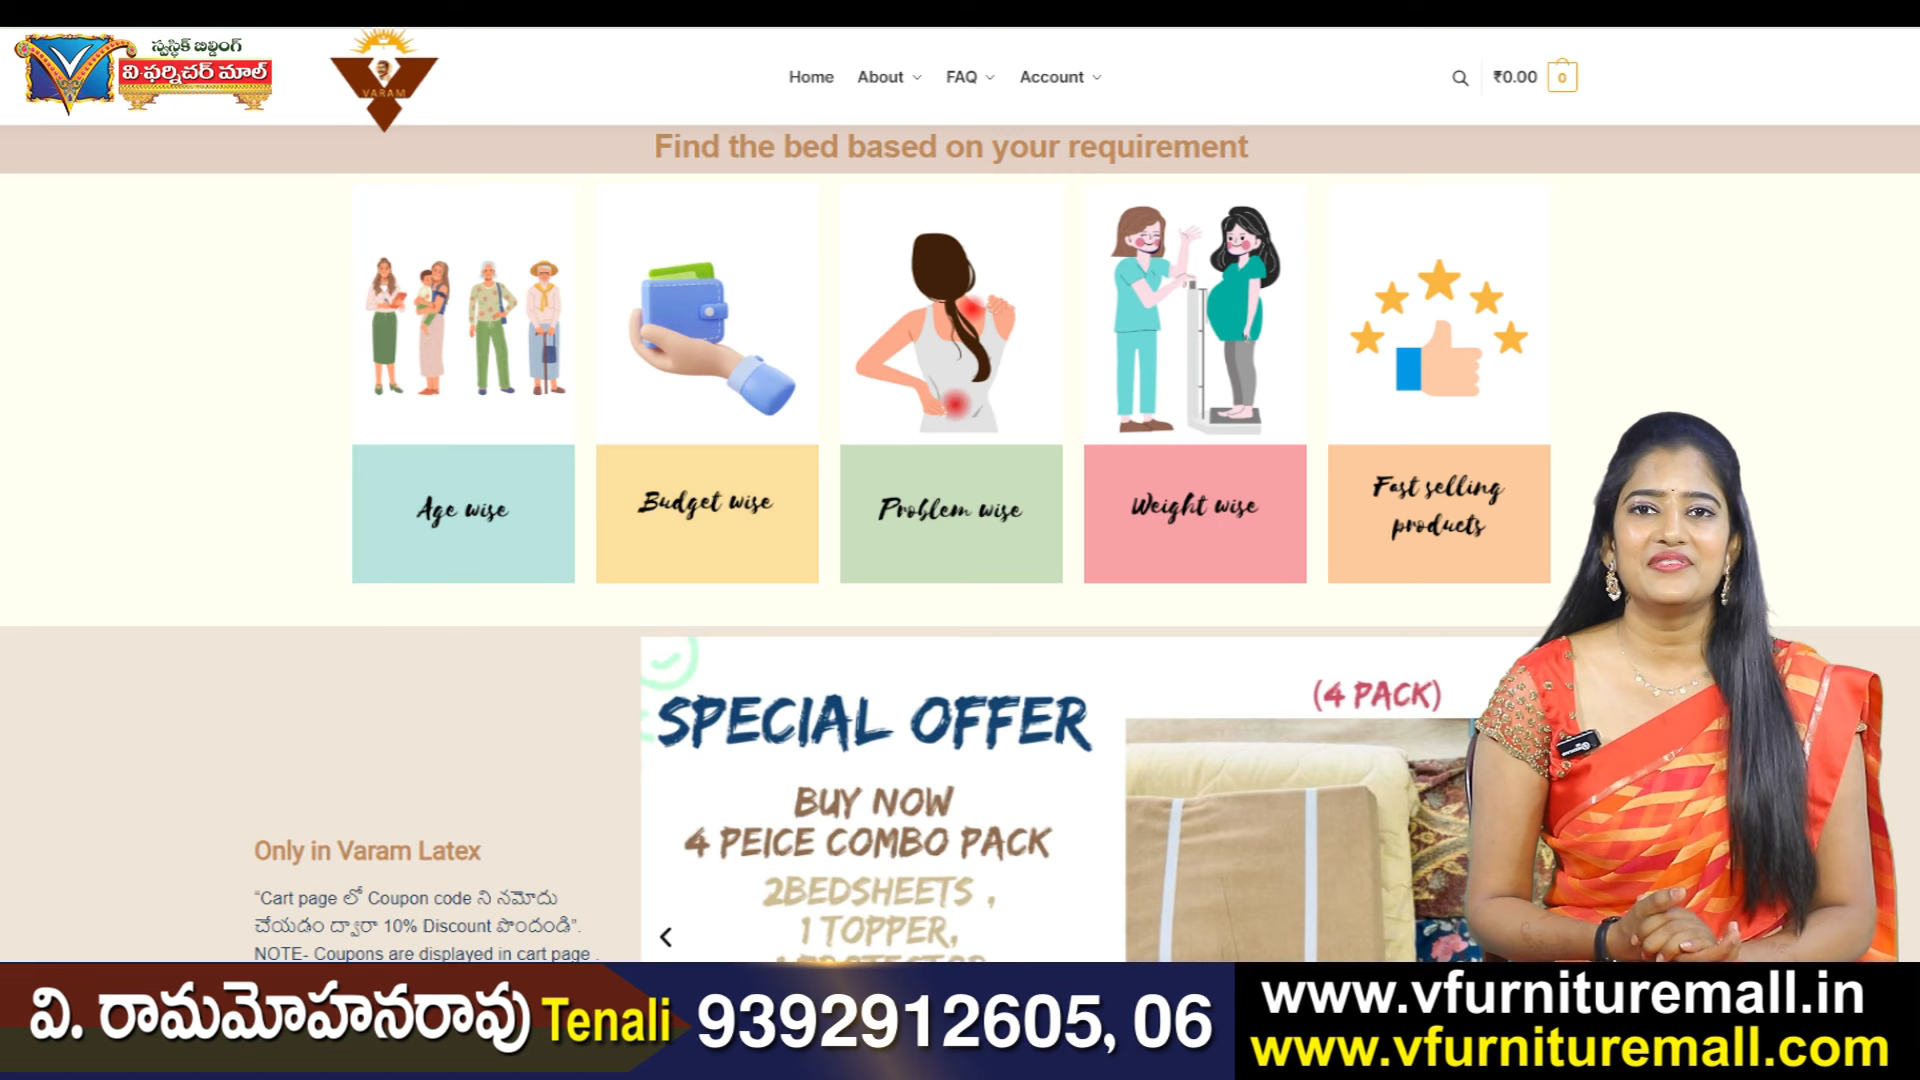 స్వస్తిక్ బిల్డింగ్
వి-ఫర్నిచర్ మాల్
VARAM
Home About FAQ Account ₹0.00 0
Find the bed based on your requirement
Age wise
Budget wise
Problem wise
Weight wise
Fast selling
products
SPECIAL OFFER
(4 PACK)
BUY NOW
4 PEICE COMBO PACK
2BEDSHEETS ,
1 TOPPER,
Only in Varam Latex
“Cart page లో Coupon code ని నమోదు
చేయడం ద్వారా 10% Discount పొందండి”.
NOTE- Coupons are displayed in cart page .
వి. రామమోహనరావు Tenali 9392912605, 06
www.vfurnituremall.in
www.vfurnituremall.com